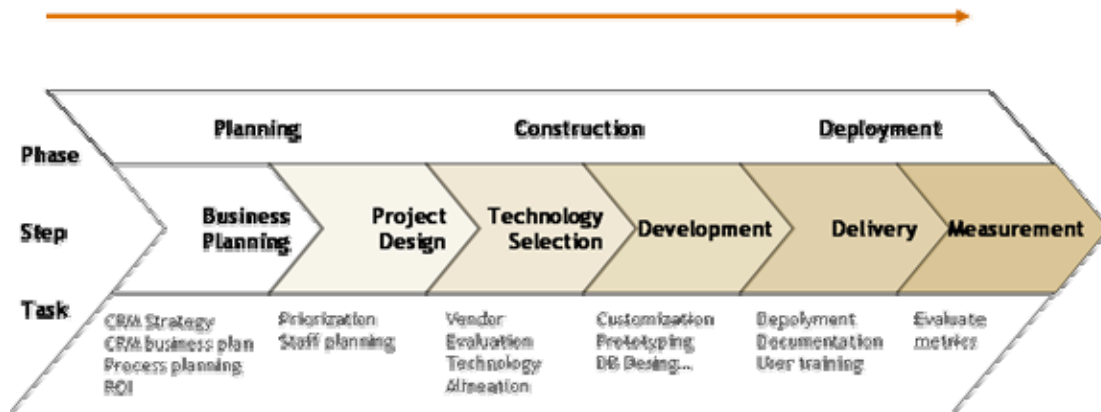 Planning Construction Deployment
Phase
Step
Business Planning
Project Design
Technology Selection
Development
Delivery
Measurement
Task
CRM Strategy
CRM business plan
Process planning
ROI
Priorization
Staff planning
Vendor
Evaluation
Technology
Alineation
Customization
Prototyping
DB Desing...
Depolyment
Documentation
User training
Evaluate
metrics